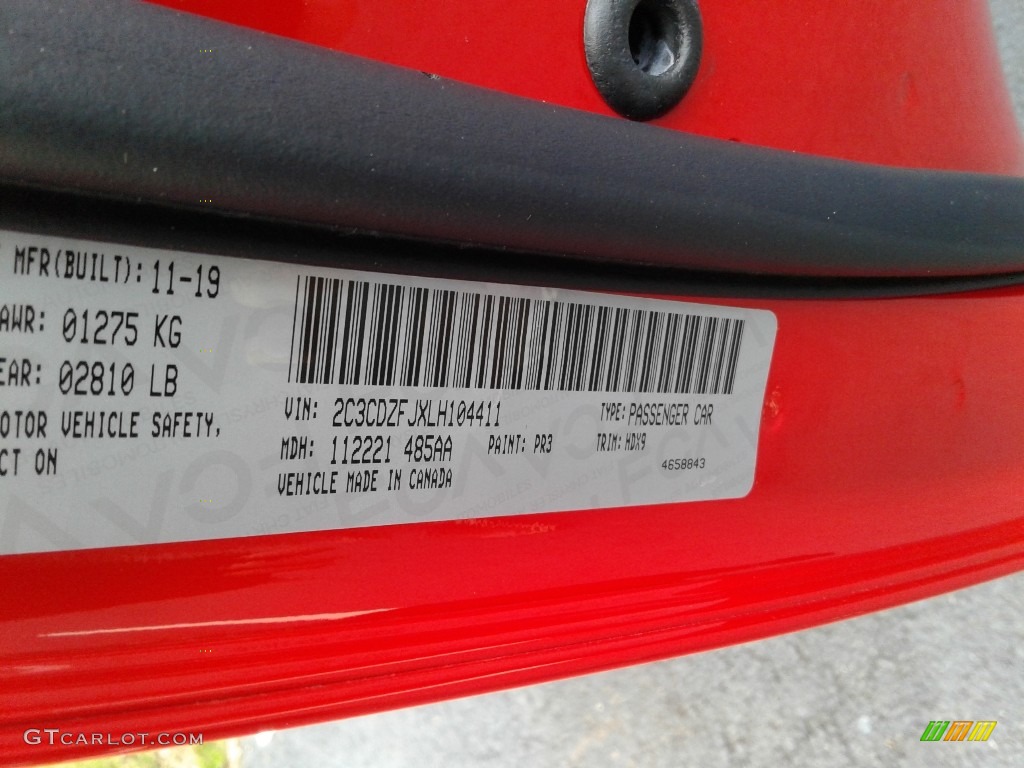 MFR(BUILT): 11-19
AWR: 01275 KG
EAR: 02810 LB
OTOR VEHICLE SAFETY,
CT ON
VIN: 2C3CDZFJXLH104411
TYPE: PASSENGER CAR
MDH: 112221 485AA
PAINT: PR3
TRIM: HDX9
VEHICLE MADE IN CANADA
4658843
GTCARLOT.COM